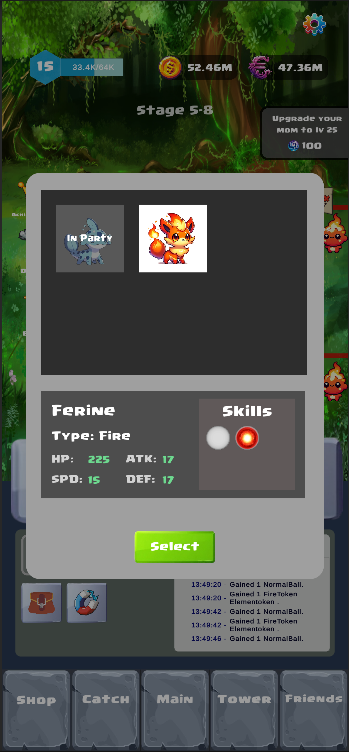 15
33.4K/64K
52.46M
47.36M
Stage 5-8
Upgrade your
mom to lv 25
100
In Party
Ferine
Type: Fire
HP: 225 ATK: 17
SPD: 15 DEF: 17
Skills
Select
13:49:20 - Gained 1 NormalBall.
13:49:20 - Gained 1 FireToken
Elementoken .
13:49:42 - Gained 1 NormalBall.
13:49:42 - Gained 1 FireToken
Elementoken .
13:49:46 - Gained 1 NormalBall.
Shop
Catch
Main
Tower
Friends